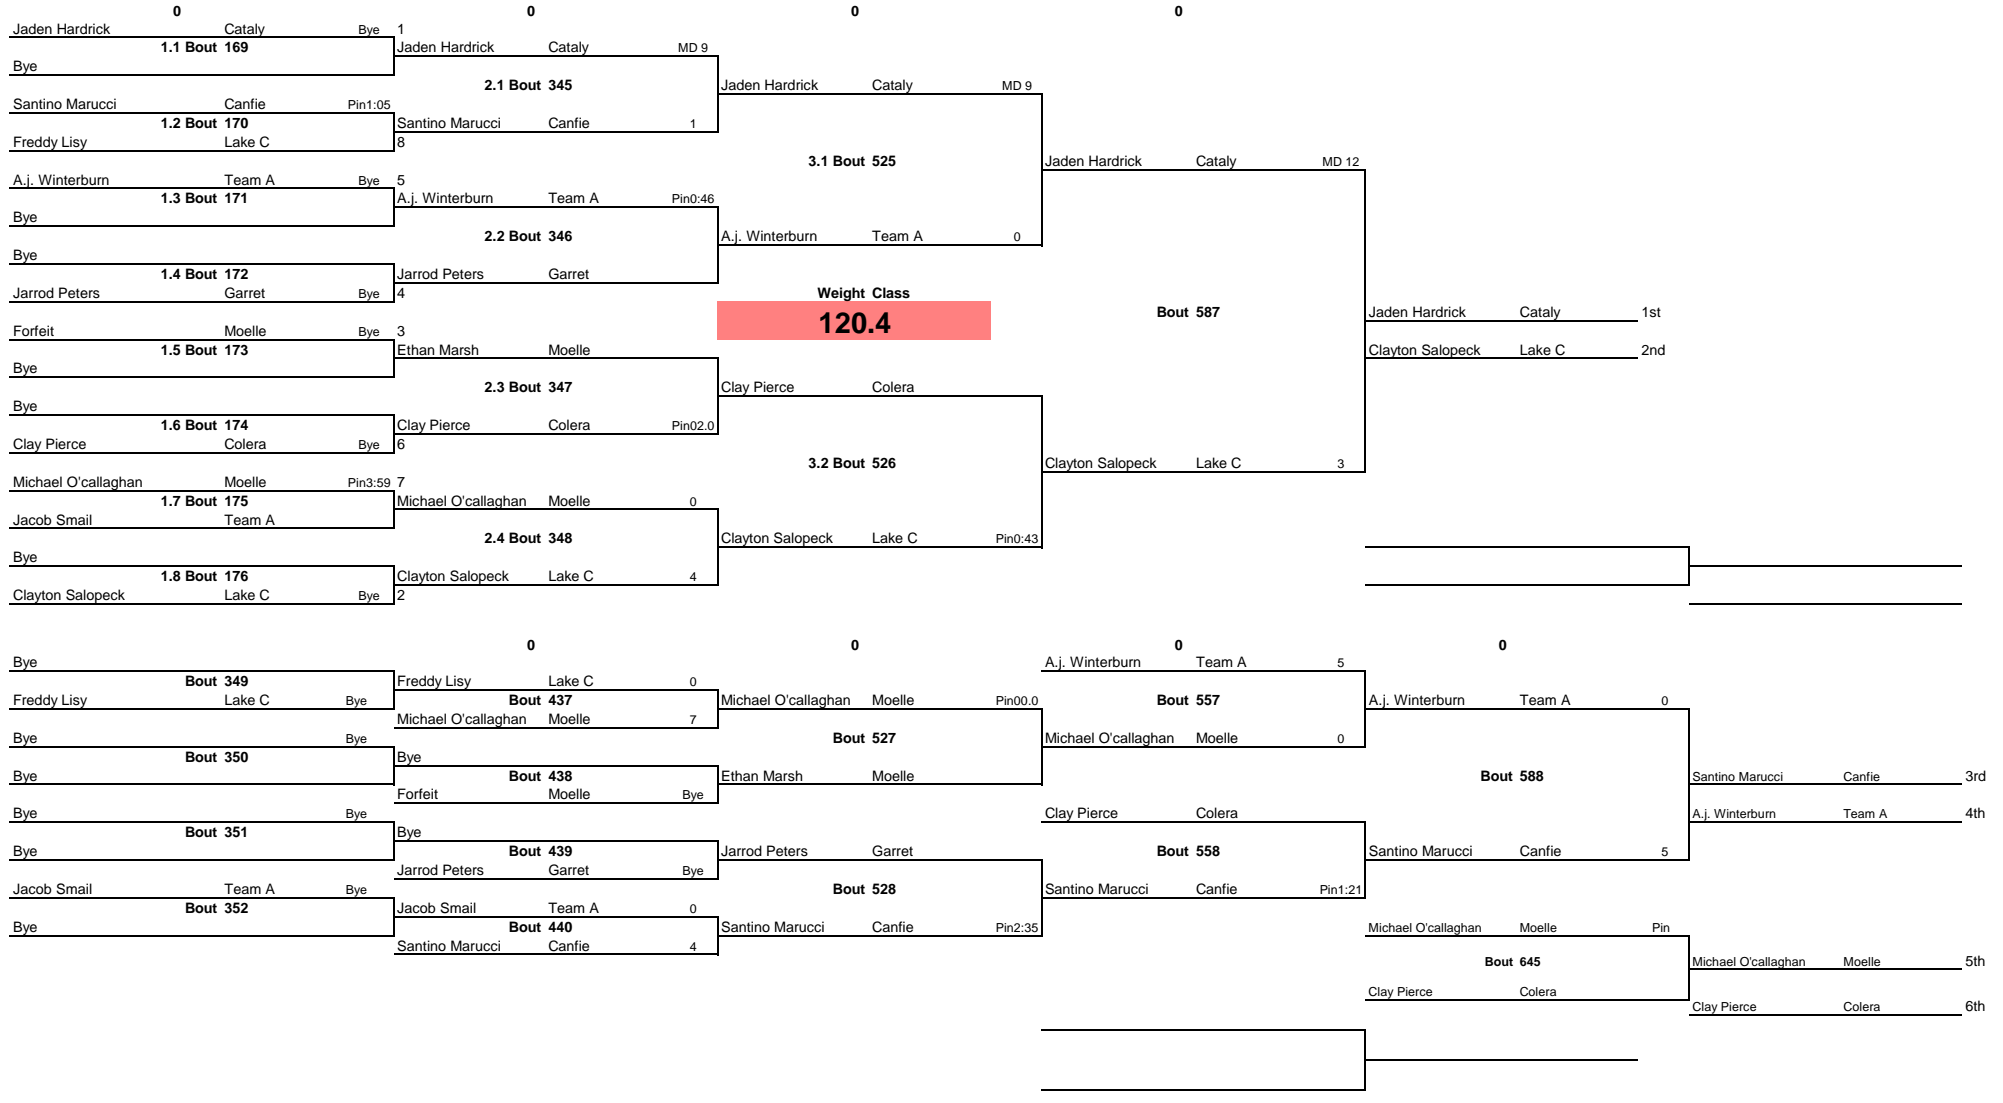 0 0 0 0
Jaden Hardrick Cataly Bye 1
1.1 Bout 169 Jaden Hardrick Cataly MD 9
Bye
2.1 Bout 345 Jaden Hardrick Cataly MD 9
Santino Marucci Canfie Pin1:05
1.2 Bout 170 Santino Marucci Canfie 1
Freddy Lisy Lake C 8
3.1 Bout 525 Jaden Hardrick Cataly MD 12
A.j. Winterburn Team A Bye 5
1.3 Bout 171 A.j. Winterburn Team A Pin0:46
Bye
2.2 Bout 346 A.j. Winterburn Team A 0
Bye
1.4 Bout 172 Jarrod Peters Garret
Jarrod Peters Garret Bye 4
Weight Class
120.4
Bout 587 Jaden Hardrick Cataly 1st
Forfeit Moelle Bye 3
1.5 Bout 173 Ethan Marsh Moelle
Clayton Salopeck Lake C 2nd
Bye
2.3 Bout 347 Clay Pierce Colera
Bye
1.6 Bout 174 Clay Pierce Colera Pin02.0
Clay Pierce Colera Bye 6
3.2 Bout 526 Clayton Salopeck Lake C 3
Michael O'callaghan Moelle Pin3:59 7
1.7 Bout 175 Michael O'callaghan Moelle 0
Jacob Smail Team A
2.4 Bout 348 Clayton Salopeck Lake C Pin0:43
Bye
1.8 Bout 176 Clayton Salopeck Lake C 4
Clayton Salopeck Lake C Bye 2
0 0 0 0
Bye A.j. Winterburn Team A 5
Bout 349 Freddy Lisy Lake C 0
Freddy Lisy Lake C Bye Bout 437 Michael O'callaghan Moelle Pin00.0 Bout 557 A.j. Winterburn Team A 0
Michael O'callaghan Moelle 7
Bye Bye Bout 527 Michael O'callaghan Moelle 0
Bout 350 Bye
Bye Bout 438 Ethan Marsh Moelle Bout 588 Santino Marucci Canfie 3rd
Forfeit Moelle Bye
Bye Bye Clay Pierce Colera A.j. Winterburn Team A 4th
Bout 351 Bye
Bye Bout 439 Jarrod Peters Garret Bout 558 Santino Marucci Canfie 5
Jarrod Peters Garret Bye
Jacob Smail Team A Bye Bout 528 Santino Marucci Canfie Pin1:21
Bout 352 Jacob Smail Team A 0
Bye Bout 440 Santino Marucci Canfie Pin2:35 Michael O'callaghan Moelle Pin
Santino Marucci Canfie 4
Bout 645 Michael O'callaghan Moelle 5th
Clay Pierce Colera
Clay Pierce Colera 6th